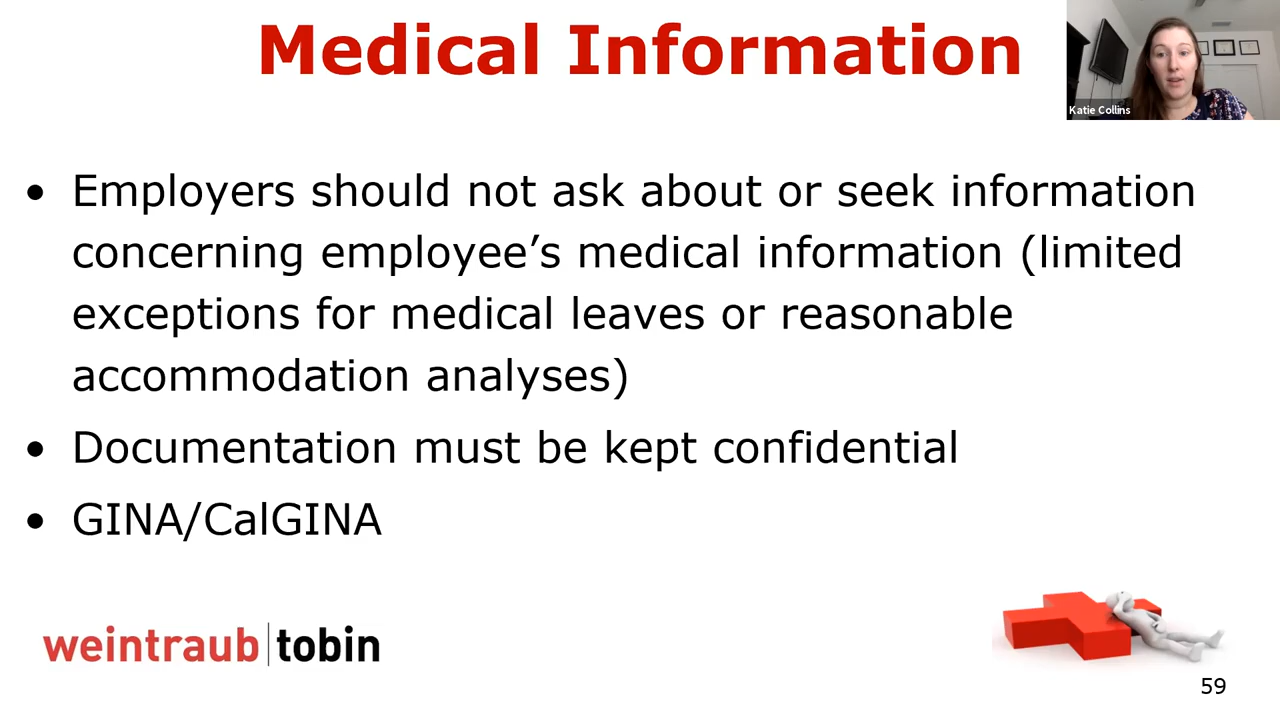 Medical Information
Katie Collins
• Employers should not ask about or seek information
concerning employee’s medical information (limited
exceptions for medical leaves or reasonable
accommodation analyses)
• Documentation must be kept confidential
• GINA/CalGINA
weintraub|tobin
59